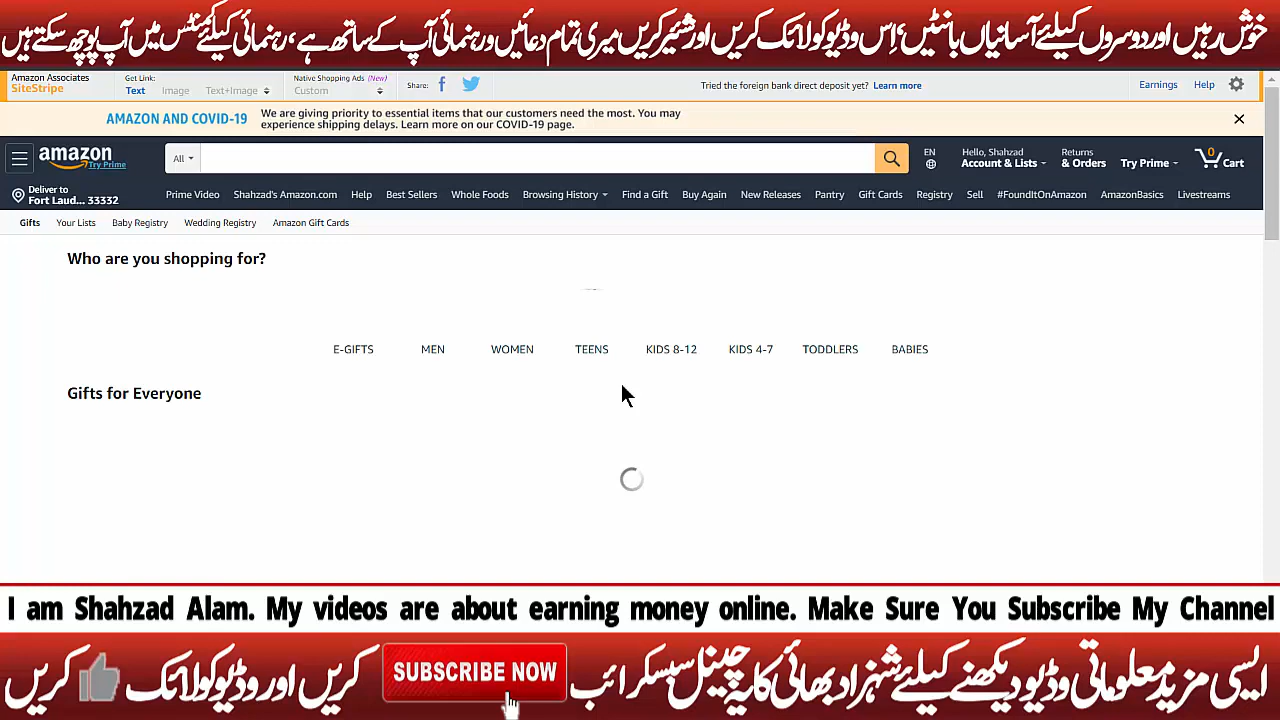 خوش رہیں اور دوسروں کیلئے آسانیاں بانٹیں، اِس وڈیو کو لائک کریں اور شئیر کریں میری تمام دعائیں و رہنمائی آپ کے ساتھ ہے، رہنمائی کیلئے کمنٹس میں آپ پوچھ سکتے ہیں
Amazon Associates
SiteStripe
Get Link:
Text Image Text+Image
Native Shopping Ads (New)
Custom
Share:
Tried the foreign bank direct deposit yet? Learn more
Earnings Help
AMAZON AND COVID-19
We are giving priority to essential items that our customers need the most. You may
experience shipping delays. Learn more on our COVID-19 page.
amazon
Try Prime
All
EN
Hello, Shahzad
Account & Lists
Returns
& Orders
Try Prime
0
Cart
Deliver to
Fort Laud... 33332
Prime Video Shahzad's Amazon.com Help Best Sellers Whole Foods Browsing History Find a Gift Buy Again New Releases Pantry Gift Cards Registry Sell #FoundItOnAmazon AmazonBasics Livestreams
Gifts Your Lists Baby Registry Wedding Registry Amazon Gift Cards
Who are you shopping for?
E-GIFTS MEN WOMEN TEENS KIDS 8-12 KIDS 4-7 TODDLERS BABIES
Gifts for Everyone
I am Shahzad Alam. My videos are about earning money online. Make Sure You Subscribe My Channel
ایسی مزید معلوماتی وڈیو دیکھنے کیلئے شہزاد بھائی کا یہ چینل سبسکرائب SUBSCRIBE NOW کریں اور وڈیو کو لائک کریں